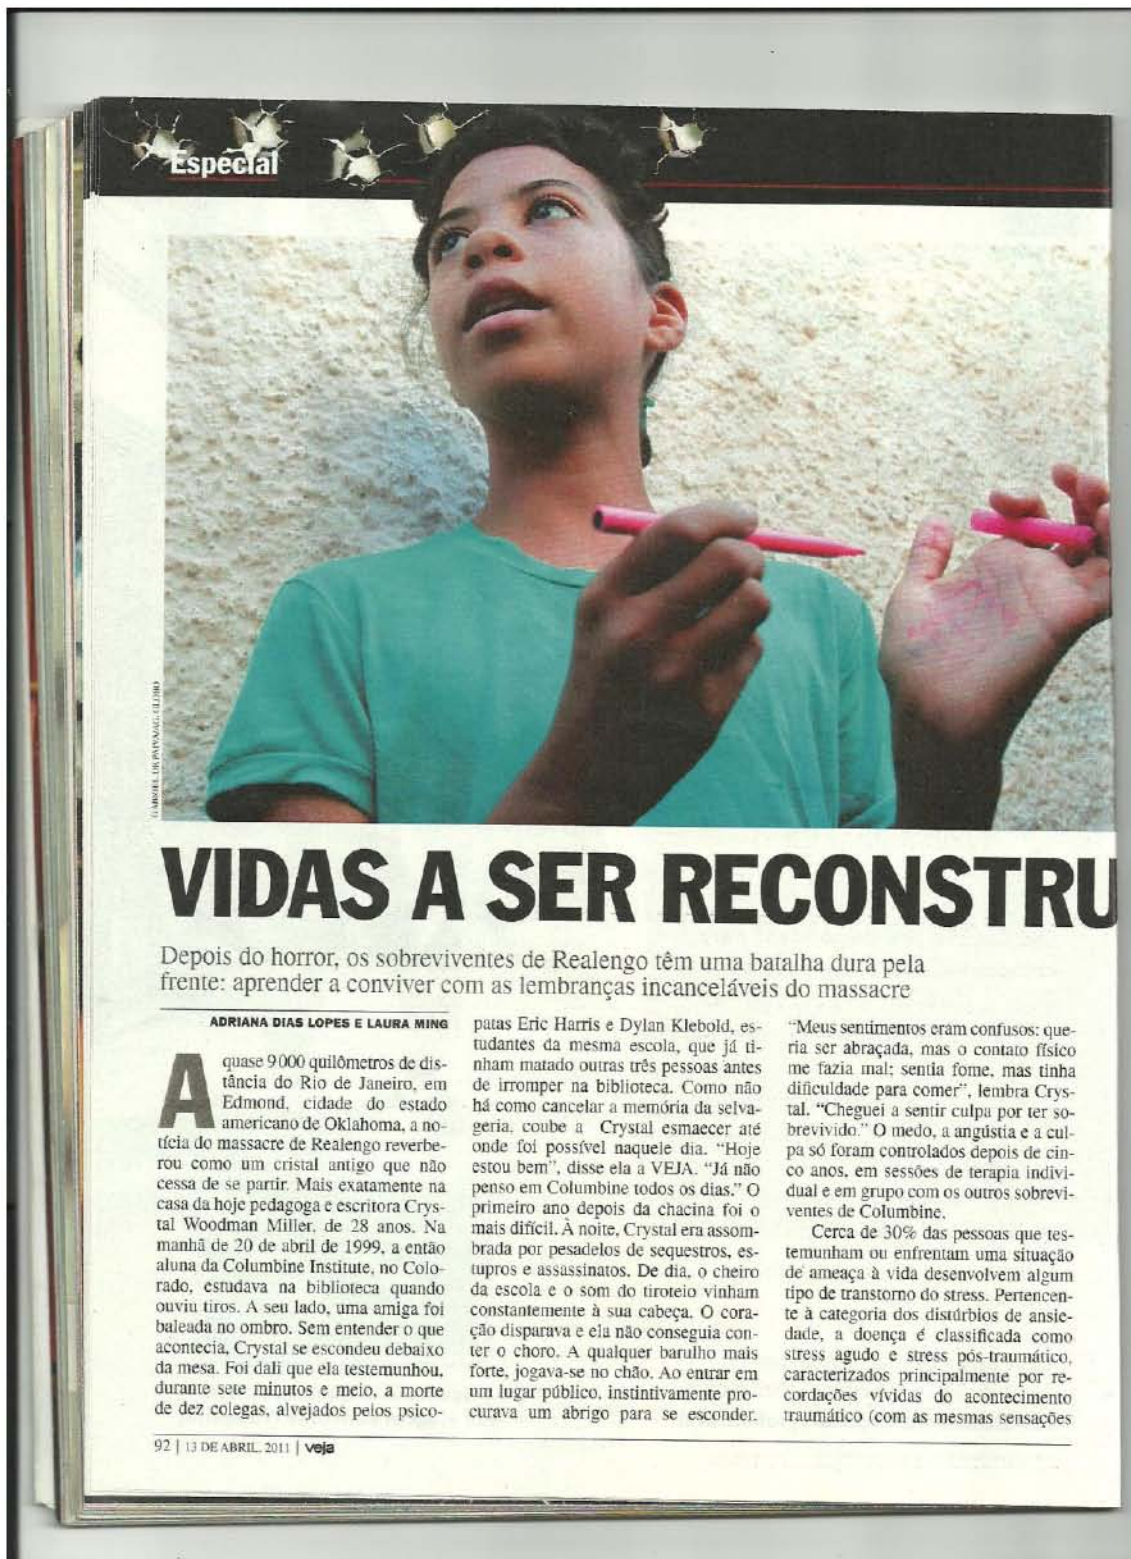 Especial
GABRIEL DE PAIVA/AG. GLOBO
VIDAS A SER RECONSTRU
Depois do horror, os sobreviventes de Realengo têm uma batalha dura pela
frente: aprender a conviver com as lembranças incanceláveis do massacre
ADRIANA DIAS LOPES E LAURA MING
A quase 9 000 quilômetros de dis-
tância do Rio de Janeiro, em
Edmond, cidade do estado
americano de Oklahoma, a no-
tícia do massacre de Realengo reverbe-
rou como um cristal antigo que não
cessa de se partir. Mais exatamente na
casa da hoje pedagoga e escritora Crys-
tal Woodman Miller, de 28 anos. Na
manhã de 20 de abril de 1999, a então
aluna da Columbine Institute, no Colo-
rado, estudava na biblioteca quando
ouviu tiros. A seu lado, uma amiga foi
baleada no ombro. Sem entender o que
acontecia, Crystal se escondeu debaixo
da mesa. Foi dali que ela testemunhou,
durante sete minutos e meio, a morte
de dez colegas, alvejados pelos psico-
patas Eric Harris e Dylan Klebold, es-
tudantes da mesma escola, que já ti-
nham matado outras três pessoas antes
de irromper na biblioteca. Como não
há como cancelar a memória da selva-
geria, coube a Crystal esmaecer até
onde foi possível naquele dia. “Hoje
estou bem”, disse ela a VEJA. “Já não
penso em Columbine todos os dias.” O
primeiro ano depois da chacina foi o
mais difícil. À noite, Crystal era assom-
brada por pesadelos de sequestros, es-
tupros e assassinatos. De dia, o cheiro
da escola e o som do tiroteio vinham
constantemente à sua cabeça. O cora-
ção disparava e ela não conseguia con-
ter o choro. A qualquer barulho mais
forte, jogava-se no chão. Ao entrar em
um lugar público, instintivamente pro-
curava um abrigo para se esconder.
“Meus sentimentos eram confusos: que-
ria ser abraçada, mas o contato físico
me fazia mal; sentia fome, mas tinha
dificuldade para comer”, lembra Crys-
tal. “Cheguei a sentir culpa por ter so-
brevivido.” O medo, a angústia e a cul-
pa só foram controlados depois de cin-
co anos, em sessões de terapia indivi-
dual e em grupo com os outros sobrevi-
ventes de Columbine.
Cerca de 30% das pessoas que tes-
temunham ou enfrentam uma situação
de ameaça à vida desenvolvem algum
tipo de transtorno do stress. Pertencen-
te à categoria dos distúrbios de ansie-
dade, a doença é classificada como
stress agudo e stress pós-traumático,
caracterizados principalmente por re-
cordações vívidas do acontecimento
traumático (com as mesmas sensações
92 | 13 DE ABRIL, 2011 | veja